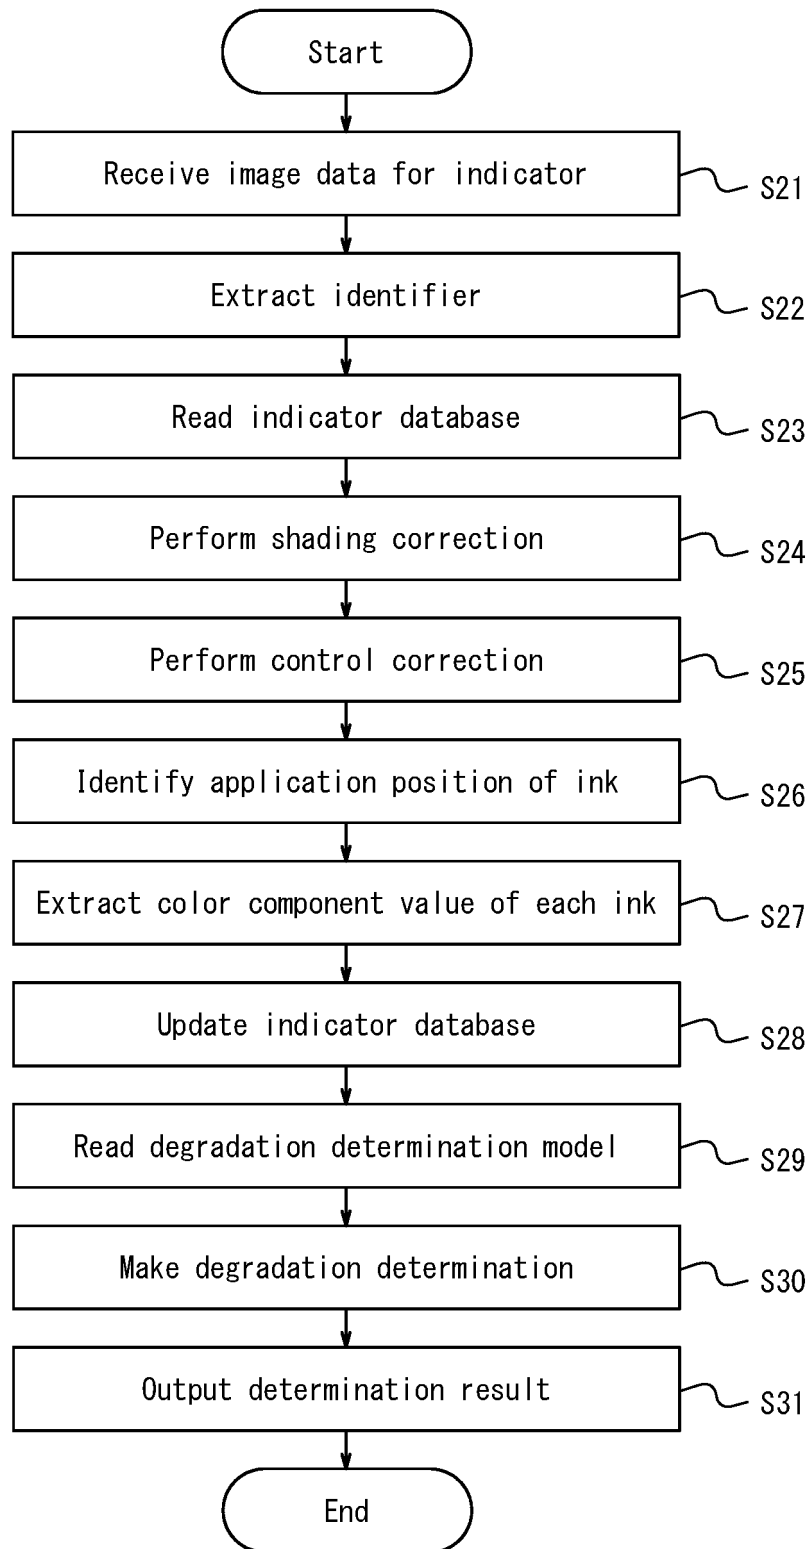 Start
Receive image data for indicator
S21
Extract identifier
S22
Read indicator database
S23
Perform shading correction
S24
Perform control correction
S25
Identify application position of ink
S26
Extract color component value of each ink
S27
Update indicator database
S28
Read degradation determination model
S29
Make degradation determination
S30
Output determination result
S31
End